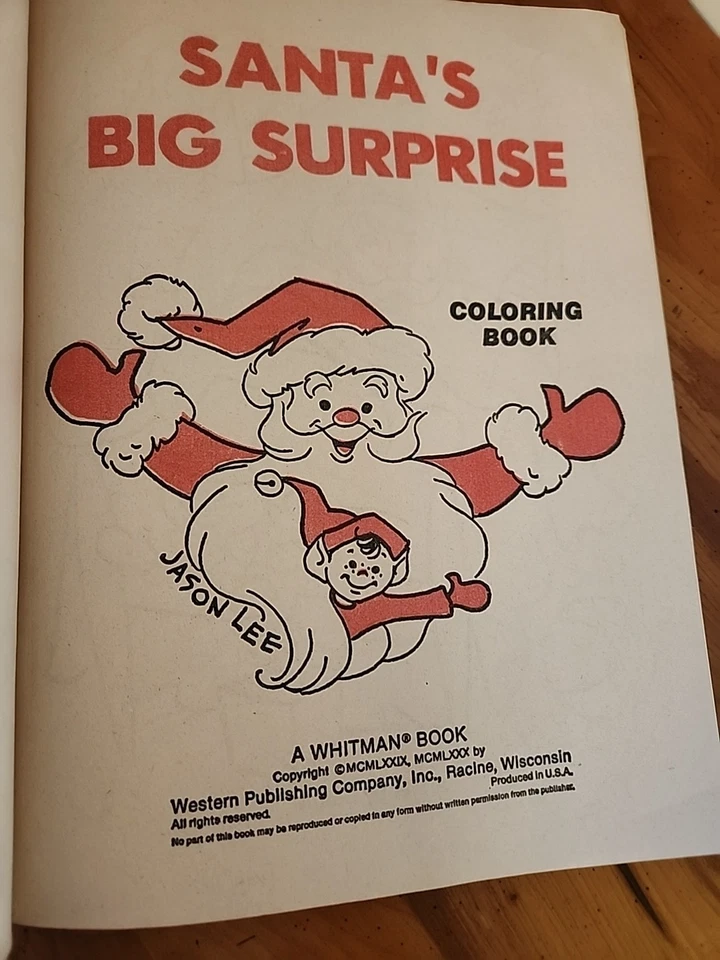 SANTA'S
BIG SURPRISE
COLORING
BOOK
JASON LEE
A WHITMAN® BOOK
Copyright ©MCMLXXIX, MCMLXXX by
Western Publishing Company, Inc., Racine, Wisconsin
Produced in U.S.A.
All rights reserved.
No part of this book may be reproduced or copied in any form without written permission from the publisher.